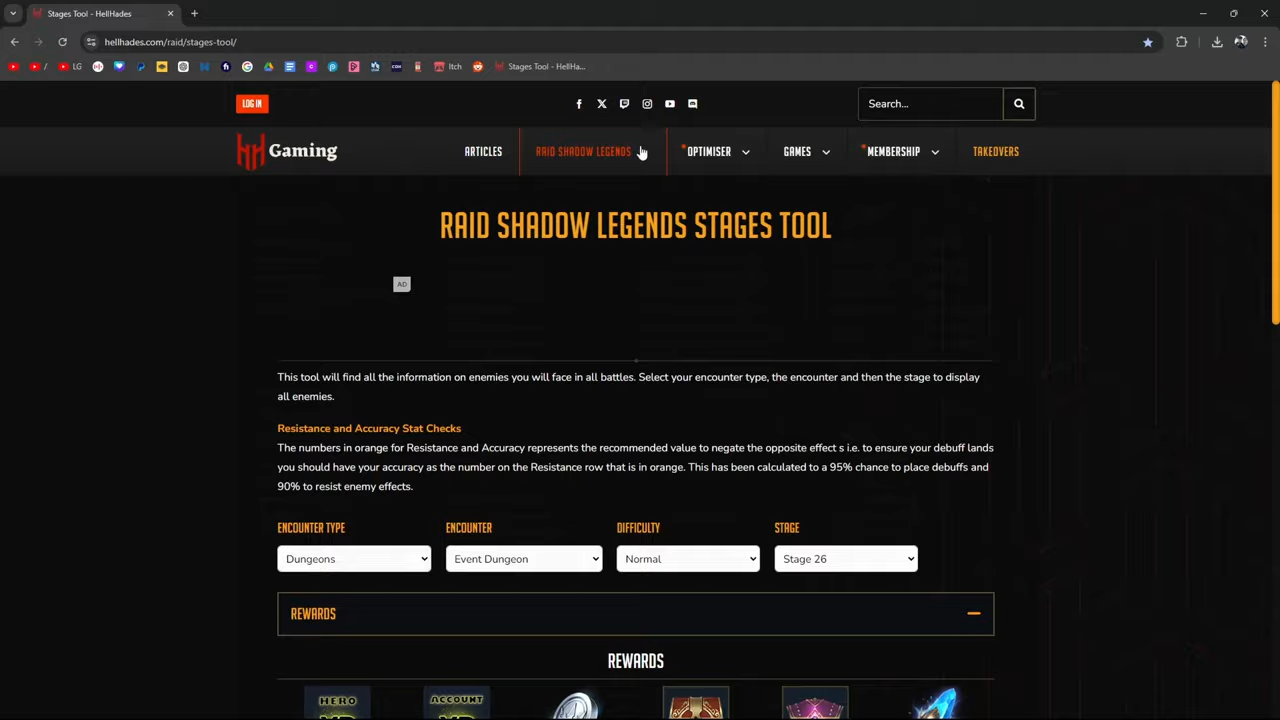 Stages Tool - HellHades
hellhades.com/raid/stages-tool/
/
LG
Itch
Stages Tool - HellHa...
LOG IN
Search...
Gaming
ARTICLES
RAID SHADOW LEGENDS
*OPTIMISER
GAMES
*MEMBERSHIP
TAKEOVERS
RAID SHADOW LEGENDS STAGES TOOL
AD
This tool will find all the information on enemies you will face in all battles. Select your encounter type, the encounter and then the stage to display
all enemies.
Resistance and Accuracy Stat Checks
The numbers in orange for Resistance and Accuracy represents the recommended value to negate the opposite effect s i.e. to ensure your debuff lands
you should have your accuracy as the number on the Resistance row that is in orange. This has been calculated to a 95% chance to place debuffs and
90% to resist enemy effects.
ENCOUNTER TYPE
ENCOUNTER
DIFFICULTY
STAGE
Dungeons
Event Dungeon
Normal
Stage 26
REWARDS
REWARDS
HERO
ACCOUNT